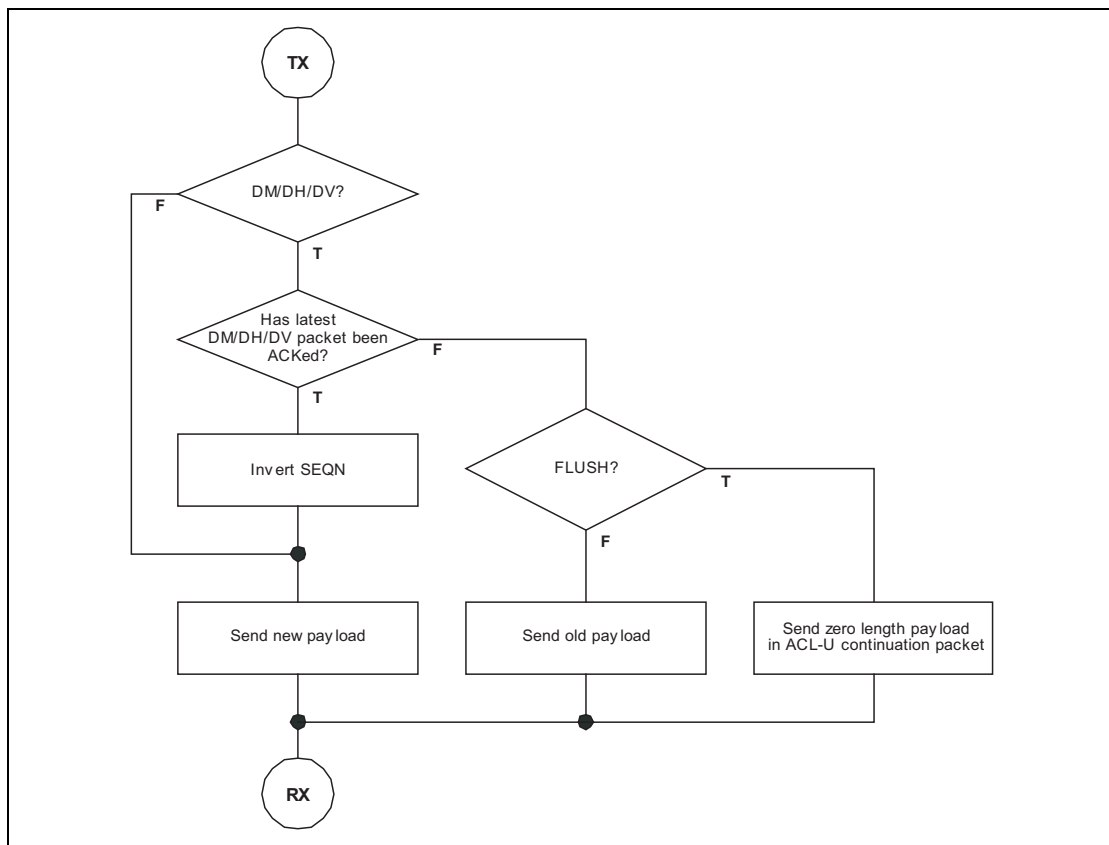 TX
DM/DH/DV?
F
T
Has latest
DM/DH/DV packet been
ACKed?
F
T
Invert SEQN
FLUSH?
T
F
Send new payload
Send old payload
Send zero length payload
in ACL-U continuation packet
RX